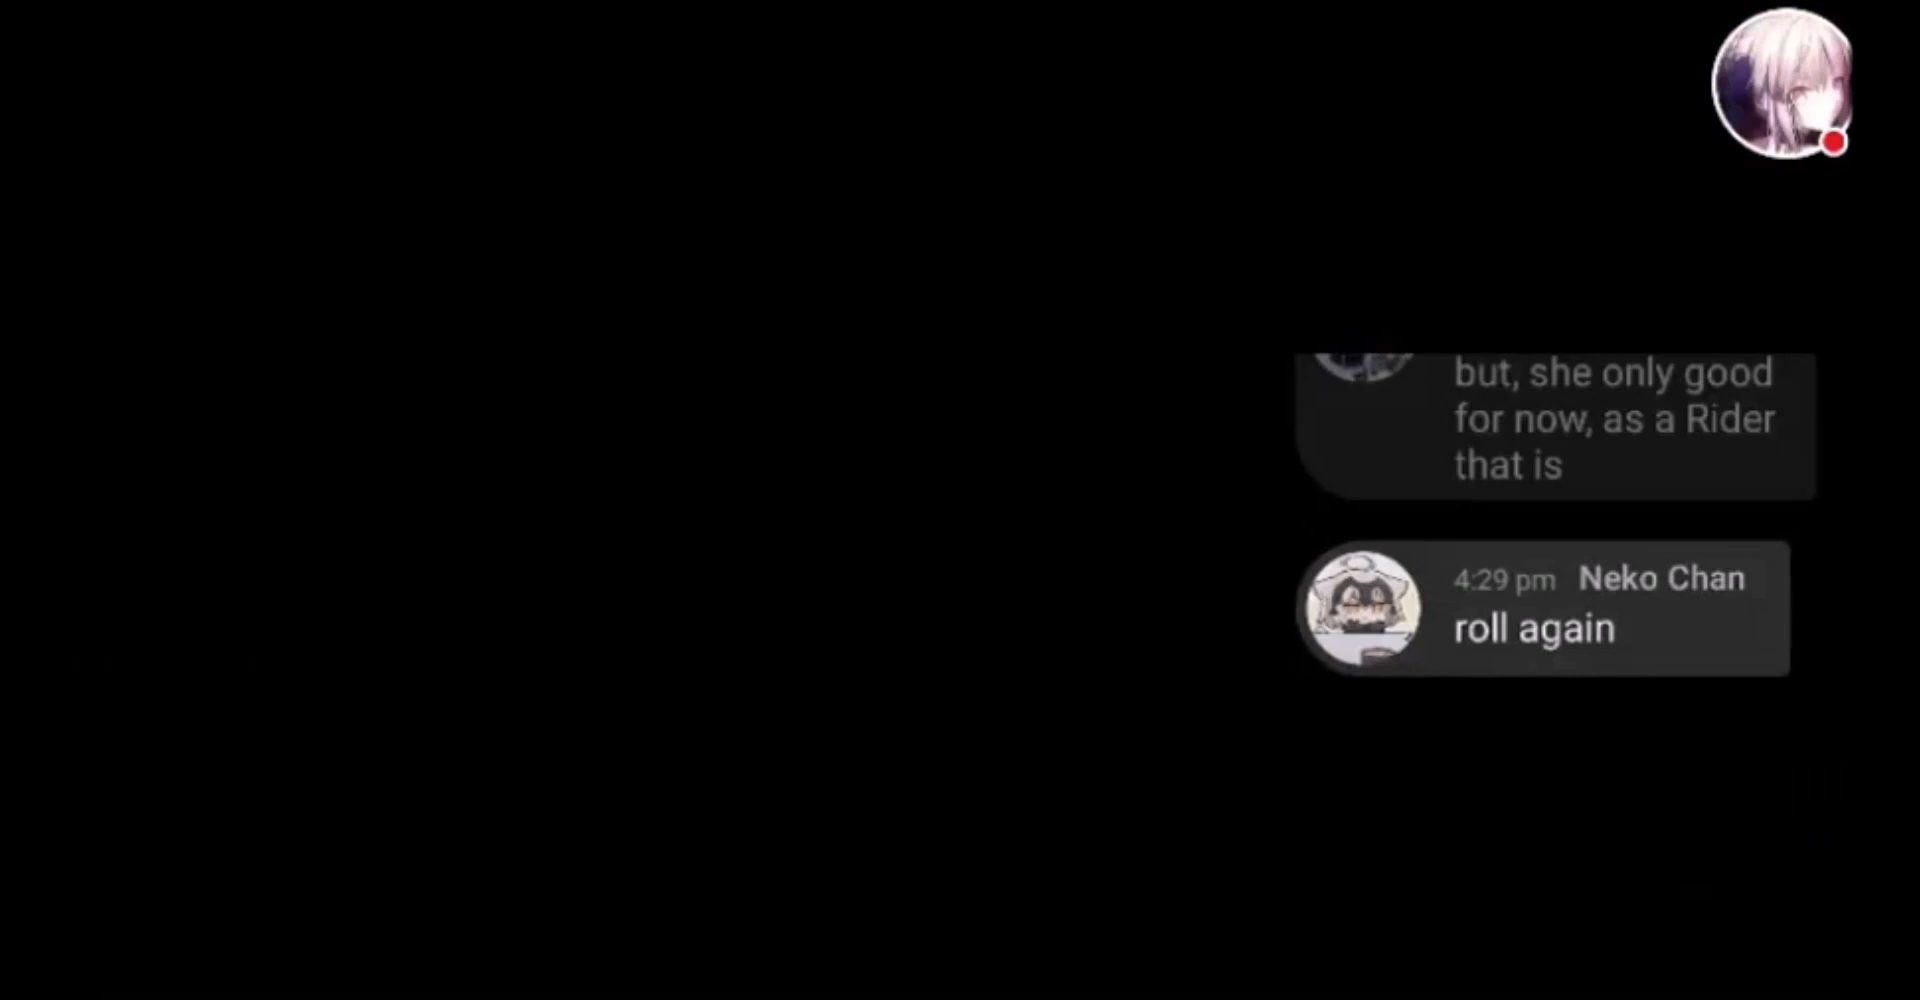 but, she only good
for now, as a Rider
that is
4:29 pm Neko Chan
roll again